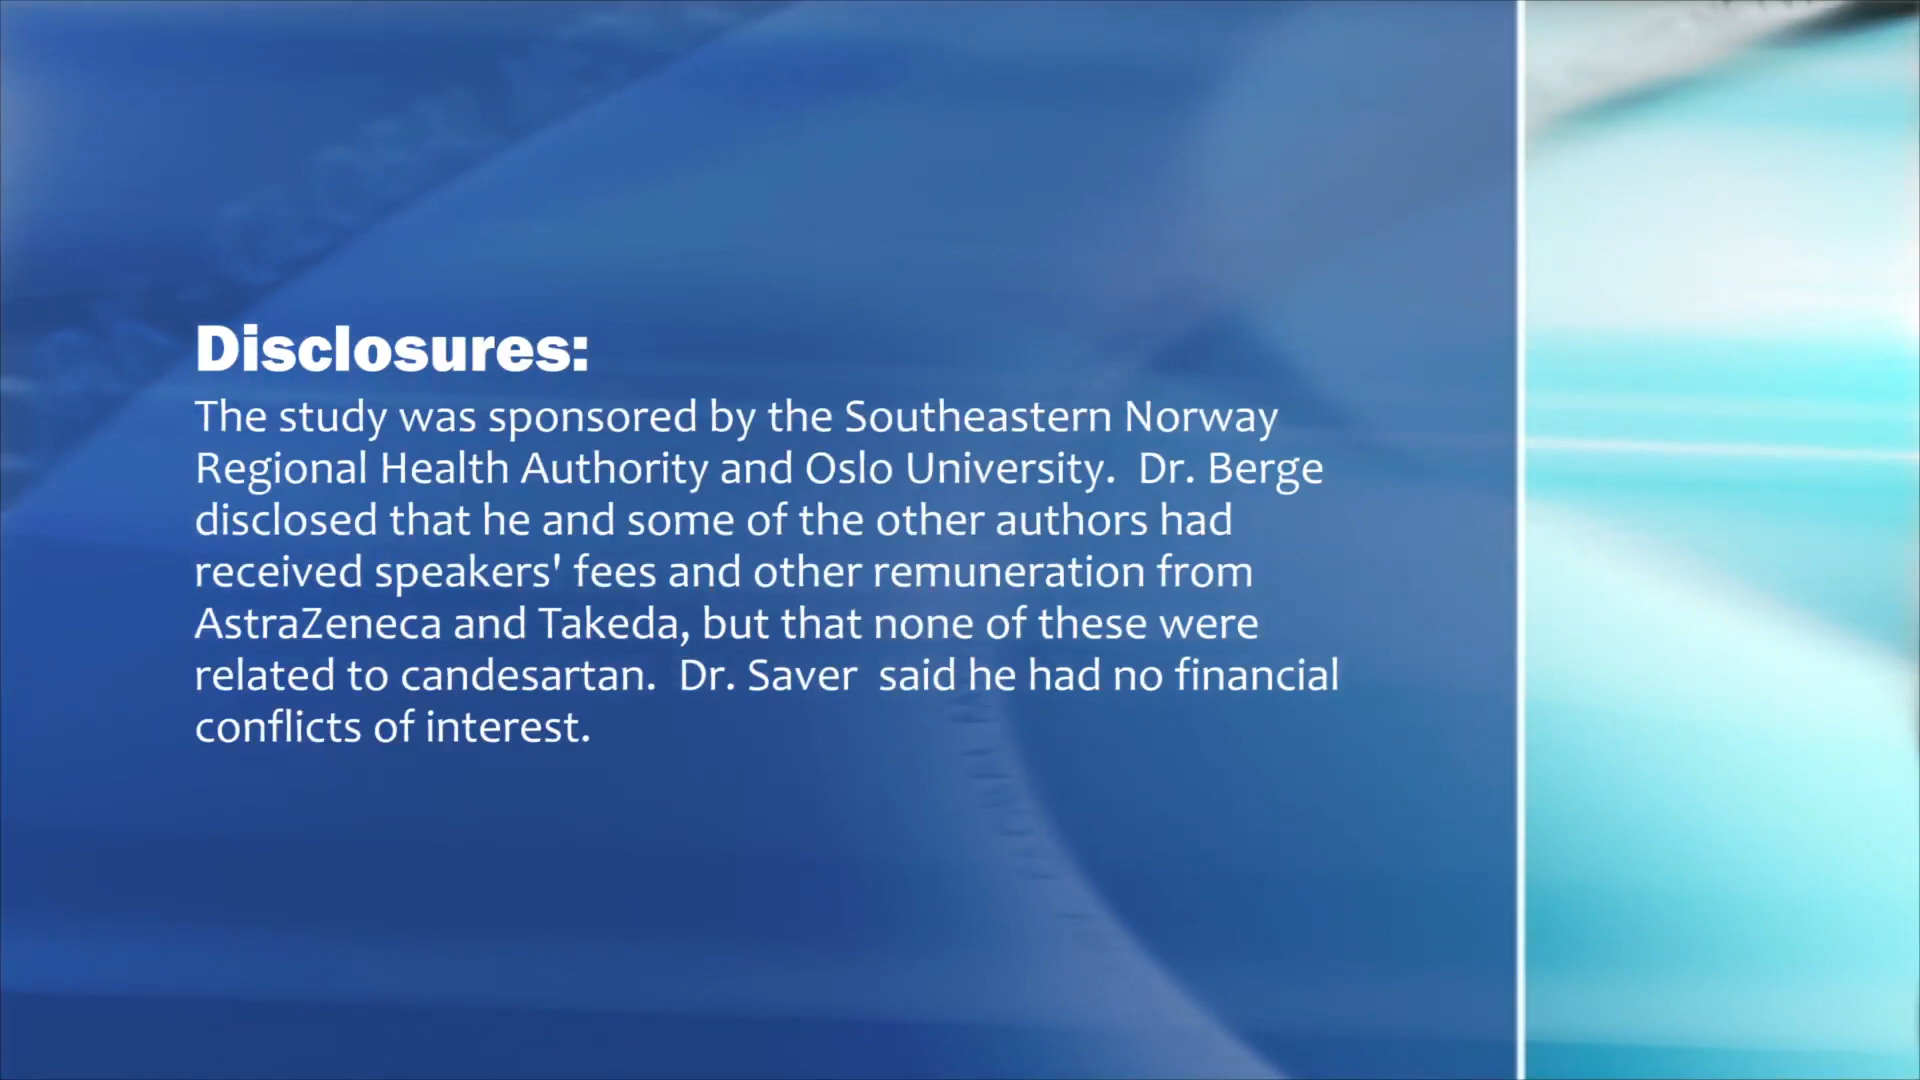 Disclosures:
The study was sponsored by the Southeastern Norway
Regional Health Authority and Oslo University.  Dr. Berge
disclosed that he and some of the other authors had
received speakers' fees and other remuneration from
AstraZeneca and Takeda, but that none of these were
related to candesartan.  Dr. Saver  said he had no financial
conflicts of interest.